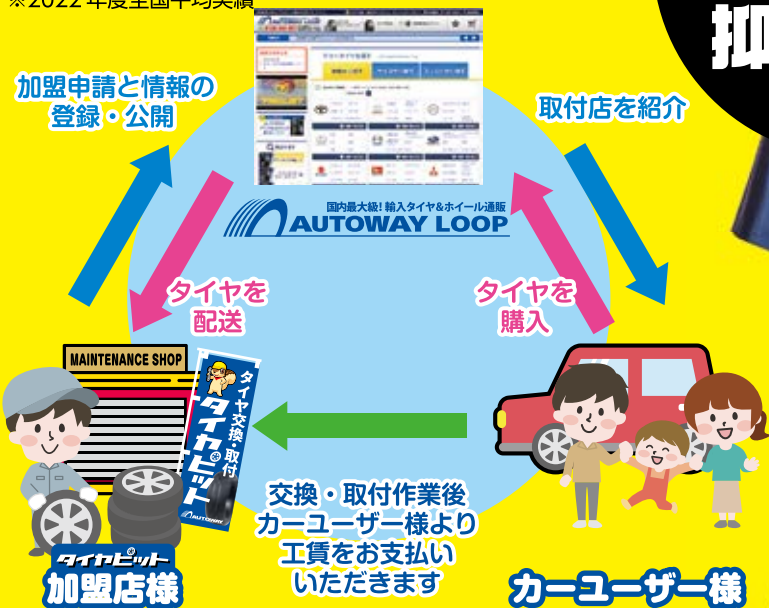 ※2022年度全国平均実績
抑
AUTOWAY LOOP
加盟申請と情報の
登録・公開
取付店を紹介
国内最大級!輸入タイヤ&ホイール通販
AUTOWAY LOOP
タイヤを
配送
タイヤを
購入
MAINTENANCE SHOP
タイヤ交換・取付
タイヤピット
AUTOWAY
交換・取付作業後
カーユーザー様より
工賃をお支払い
いただきます
タイヤピット
加盟店様
カーユーザー様